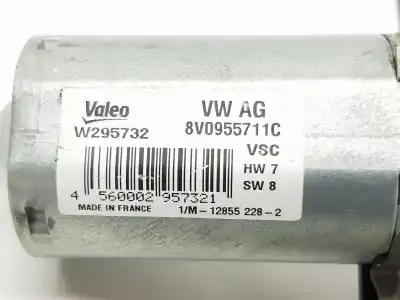 Valeo VW AG
W295732 8V0955711C
VSC
HW 7
SW 8
4 560002 957321
MADE IN FRANCE 1/M-12855 228-2